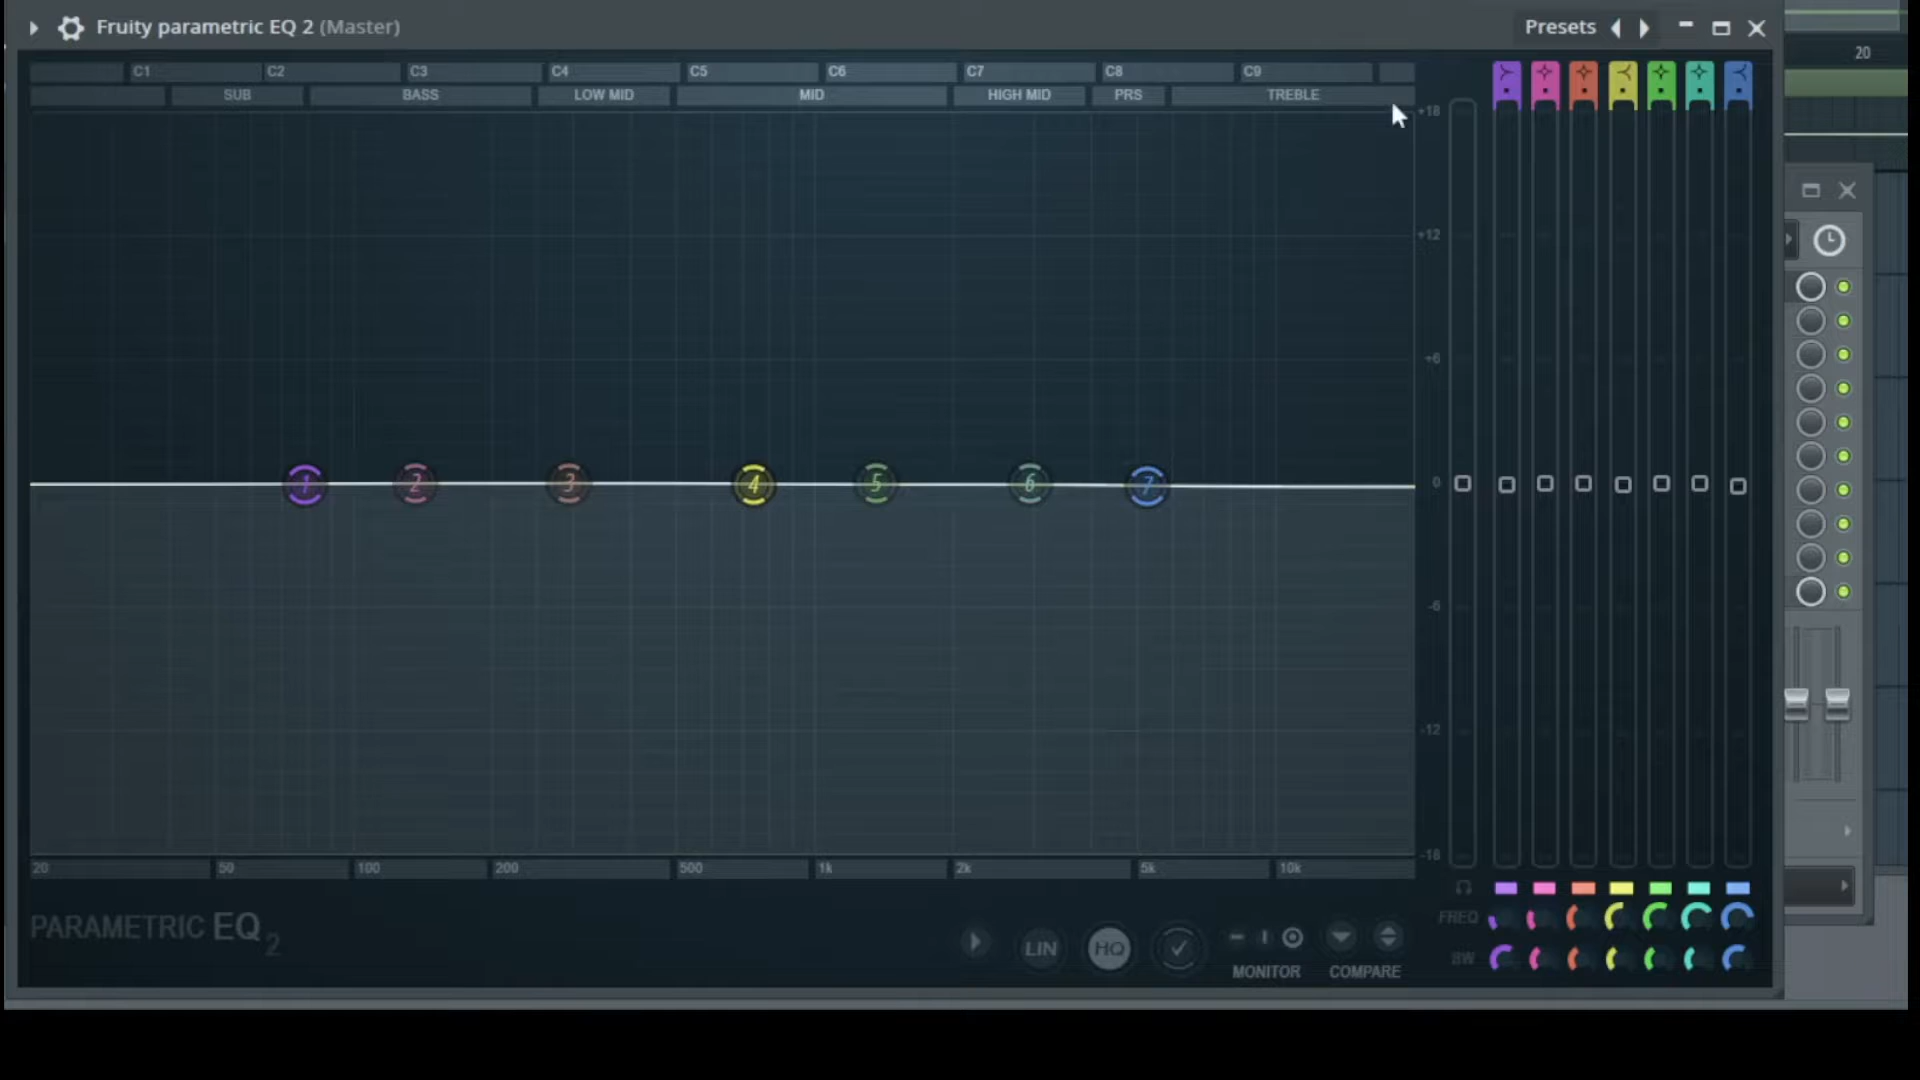 Fruity parametric EQ 2 (Master) Presets
20
C1 C2 C3 C4 C5 C6 C7 C8 C9
SUB BASS LOW MID MID HIGH MID PRS TREBLE
+18
+12
+6
1 2 3 4 5 6 7 0
-6
-12
-18
20 50 100 200 500 1k 2k 5k 10k
FREQ
PARAMETRIC EQ 2
LIN HQ
BW
MONITOR COMPARE